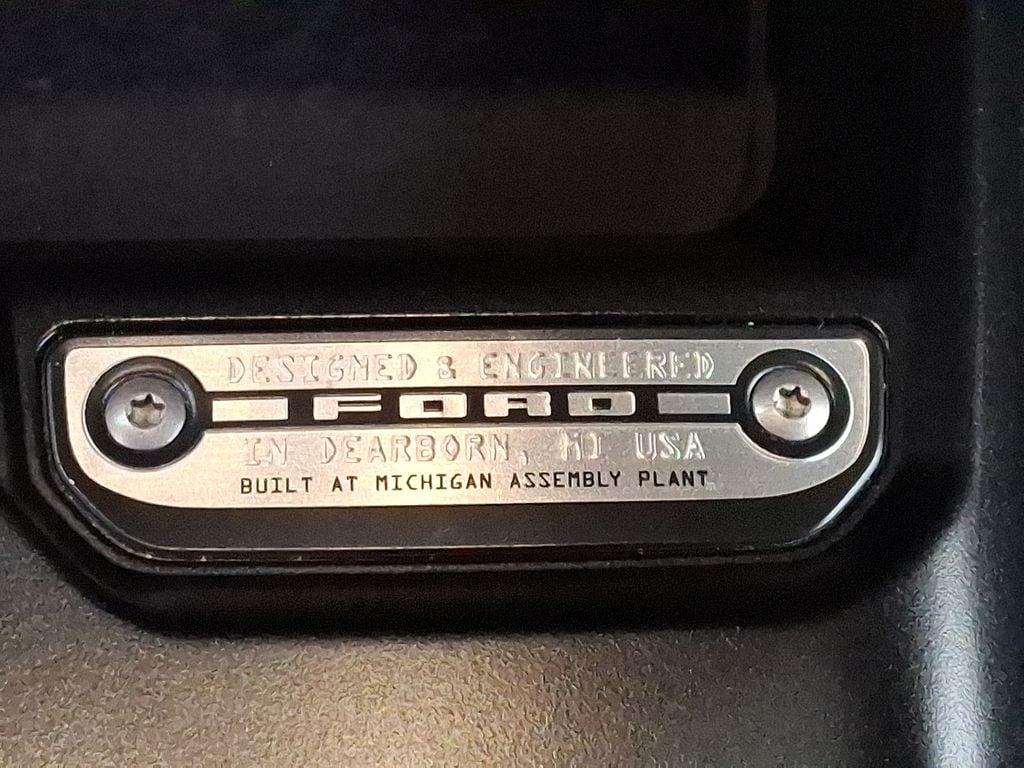 DESIGNED & ENGINEERED
FORD
IN DEARBORN, MI USA
BUILT AT MICHIGAN ASSEMBLY PLANT